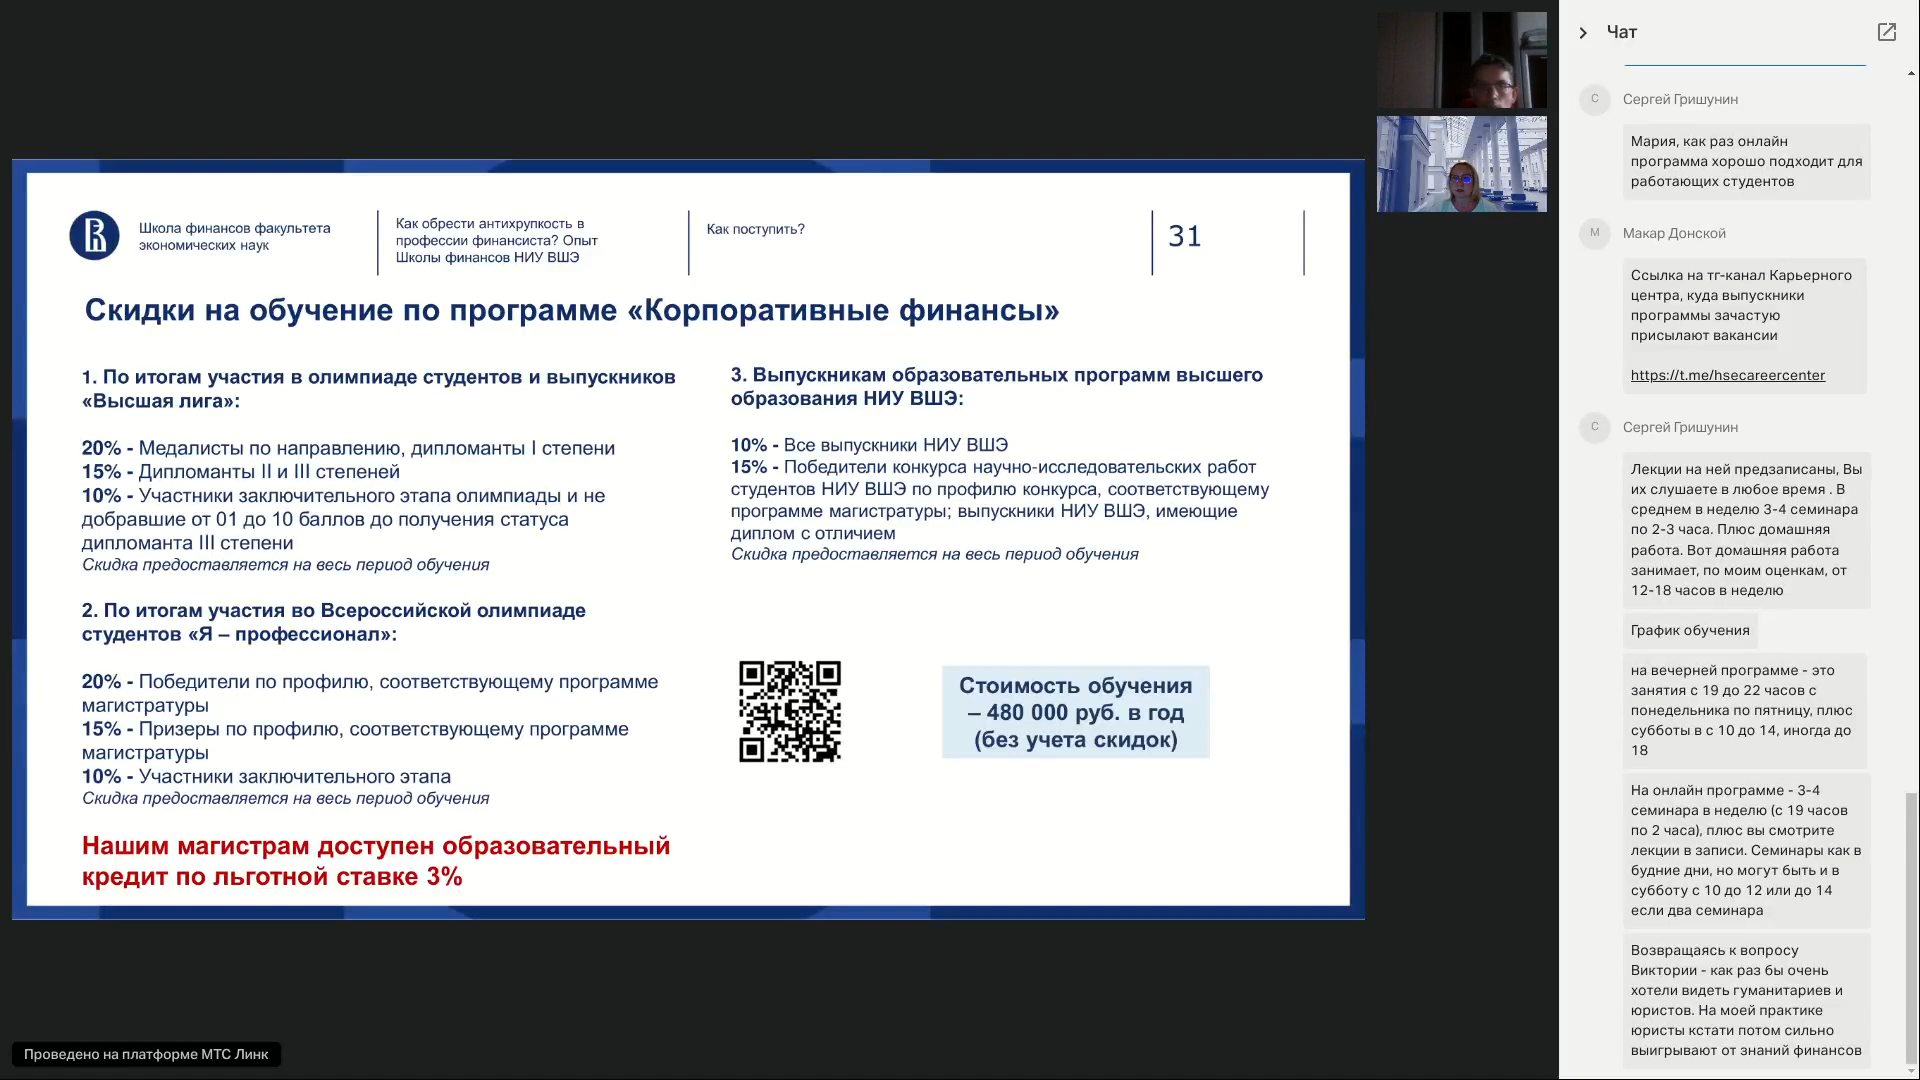 Школа финансов факультета
экономических наук
Как обрести антихрупкость в
профессии финансиста? Опыт
Школы финансов НИУ ВШЭ
Как поступить?
31
Скидки на обучение по программе «Корпоративные финансы»
1. По итогам участия в олимпиаде студентов и выпускников
«Высшая лига»:
20% - Медалисты по направлению, дипломанты I степени
15% - Дипломанты II и III степеней
10% - Участники заключительного этапа олимпиады и не
добравшие от 01 до 10 баллов до получения статуса
дипломанта III степени
Скидка предоставляется на весь период обучения
2. По итогам участия во Всероссийской олимпиаде
студентов «Я – профессионал»:
20% - Победители по профилю, соответствующему программе
магистратуры
15% - Призеры по профилю, соответствующему программе
магистратуры
10% - Участники заключительного этапа
Скидка предоставляется на весь период обучения
Нашим магистрам доступен образовательный
кредит по льготной ставке 3%
3. Выпускникам образовательных программ высшего
образования НИУ ВШЭ:
10% - Все выпускники НИУ ВШЭ
15% - Победители конкурса научно-исследовательских работ
студентов НИУ ВШЭ по профилю конкурса, соответствующему
программе магистратуры; выпускники НИУ ВШЭ, имеющие
диплом с отличием
Скидка предоставляется на весь период обучения
Стоимость обучения
– 480 000 руб. в год
(без учета скидок)
Проведено на платформе МТС Линк
Чат
С
Сергей Гришунин
Мария, как раз онлайн
программа хорошо подходит для
работающих студентов
М
Макар Донской
Ссылка на тг-канал Карьерного
центра, куда выпускники
программы зачастую
присылают вакансии
https://t.me/hsecareercenter
С
Сергей Гришунин
Лекции на ней предзаписаны, Вы
их слушаете в любое время . В
среднем в неделю 3-4 семинара
по 2-3 часа. Плюс домашняя
работа. Вот домашняя работа
занимает, по моим оценкам, от
12-18 часов в неделю
График обучения
на вечерней программе - это
занятия с 19 до 22 часов с
понедельника по пятницу, плюс
субботы в с 10 до 14, иногда до
18
На онлайн программе - 3-4
семинара в неделю (с 19 часов
по 2 часа), плюс вы смотрите
лекции в записи. Семинары как в
будние дни, но могут быть и в
субботу с 10 до 12 или до 14
если два семинара
Возвращаясь к вопросу
Виктории - как раз бы очень
хотели видеть гуманитариев и
юристов. На моей практике
юристы кстати потом сильно
выигрывают от знаний финансов